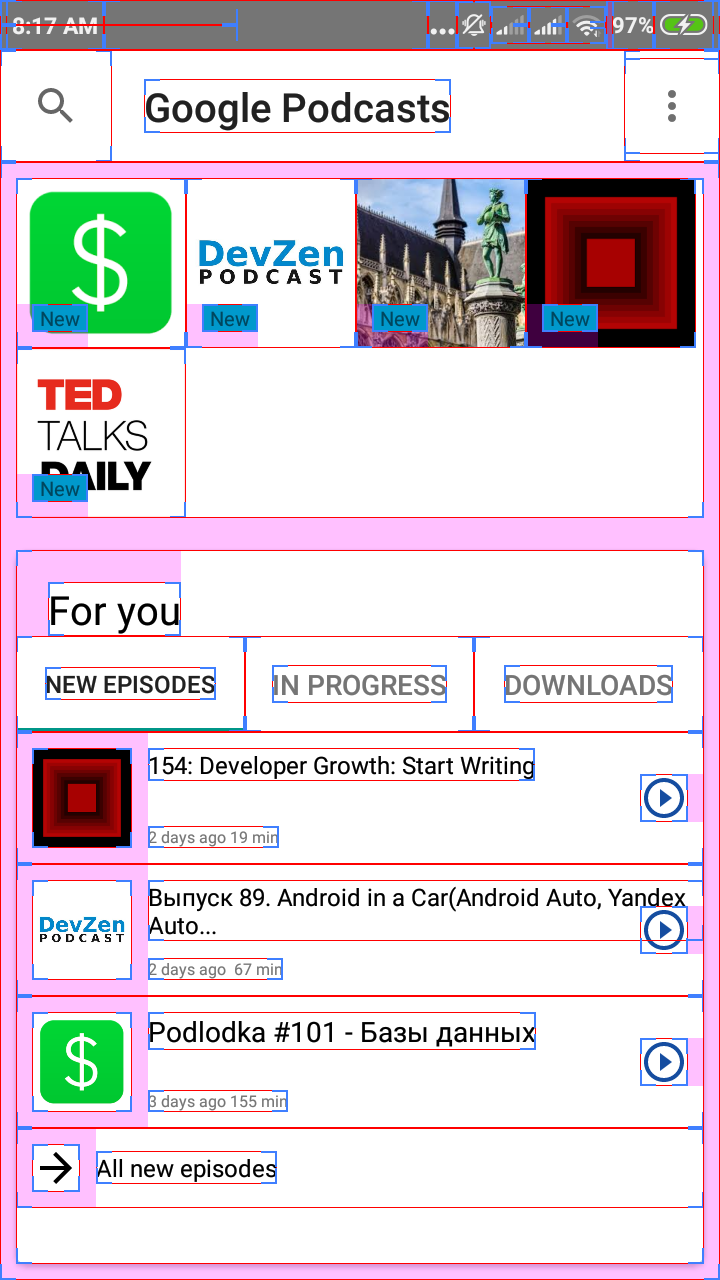 8:17 AM
97%
Google Podcasts
$
New
DevZen
PODCAST
New
New
New
TED
TALKS
DAILY
New
For you
NEW EPISODES
IN PROGRESS
DOWNLOADS
154: Developer Growth: Start Writing
2 days ago 19 min
DevZen
PODCAST
Выпуск 89. Android in a Car(Android Auto, Yandex
Auto...
2 days ago 67 min
$
Podlodka #101 - Базы данных
3 days ago 155 min
All new episodes